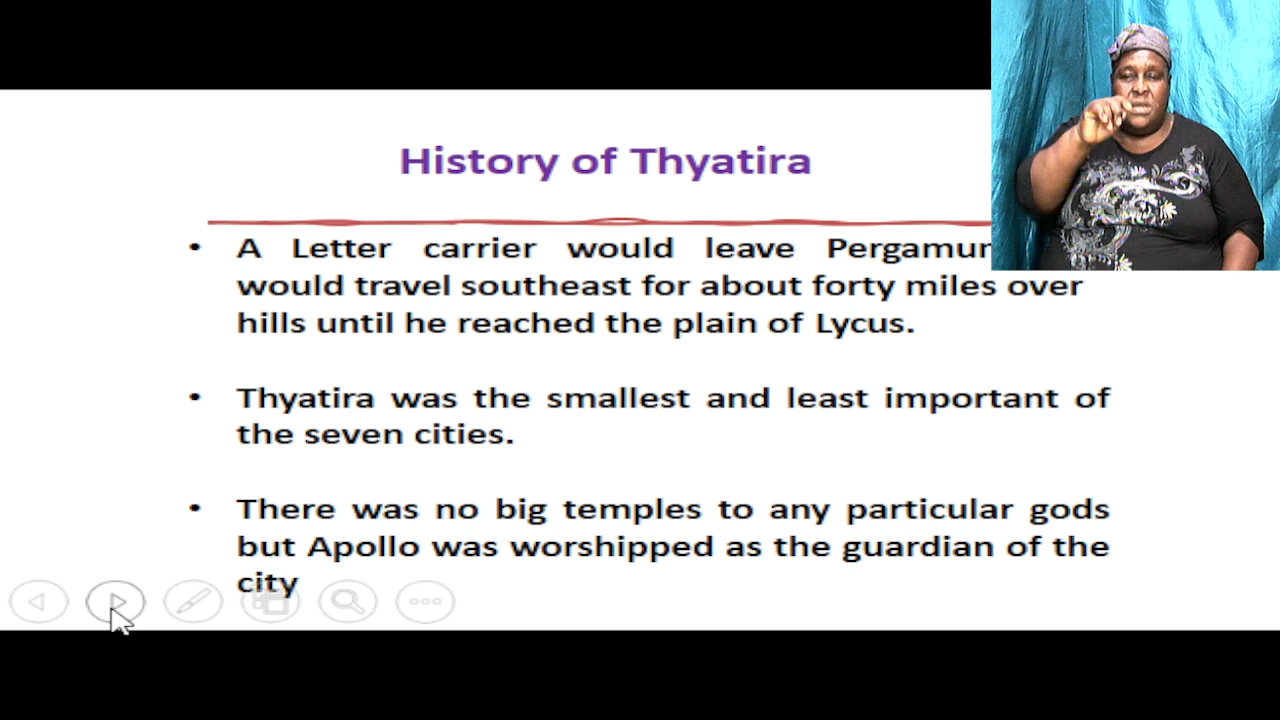 History of Thyatira
• A Letter carrier would leave
would travel southeast for about forty miles over
hills until he reached the plain of Lycus.
• Thyatira was the smallest and least important of
the seven cities.
• There was no big temples to any particular gods
but Apollo was worshipped as the guardian of the
city